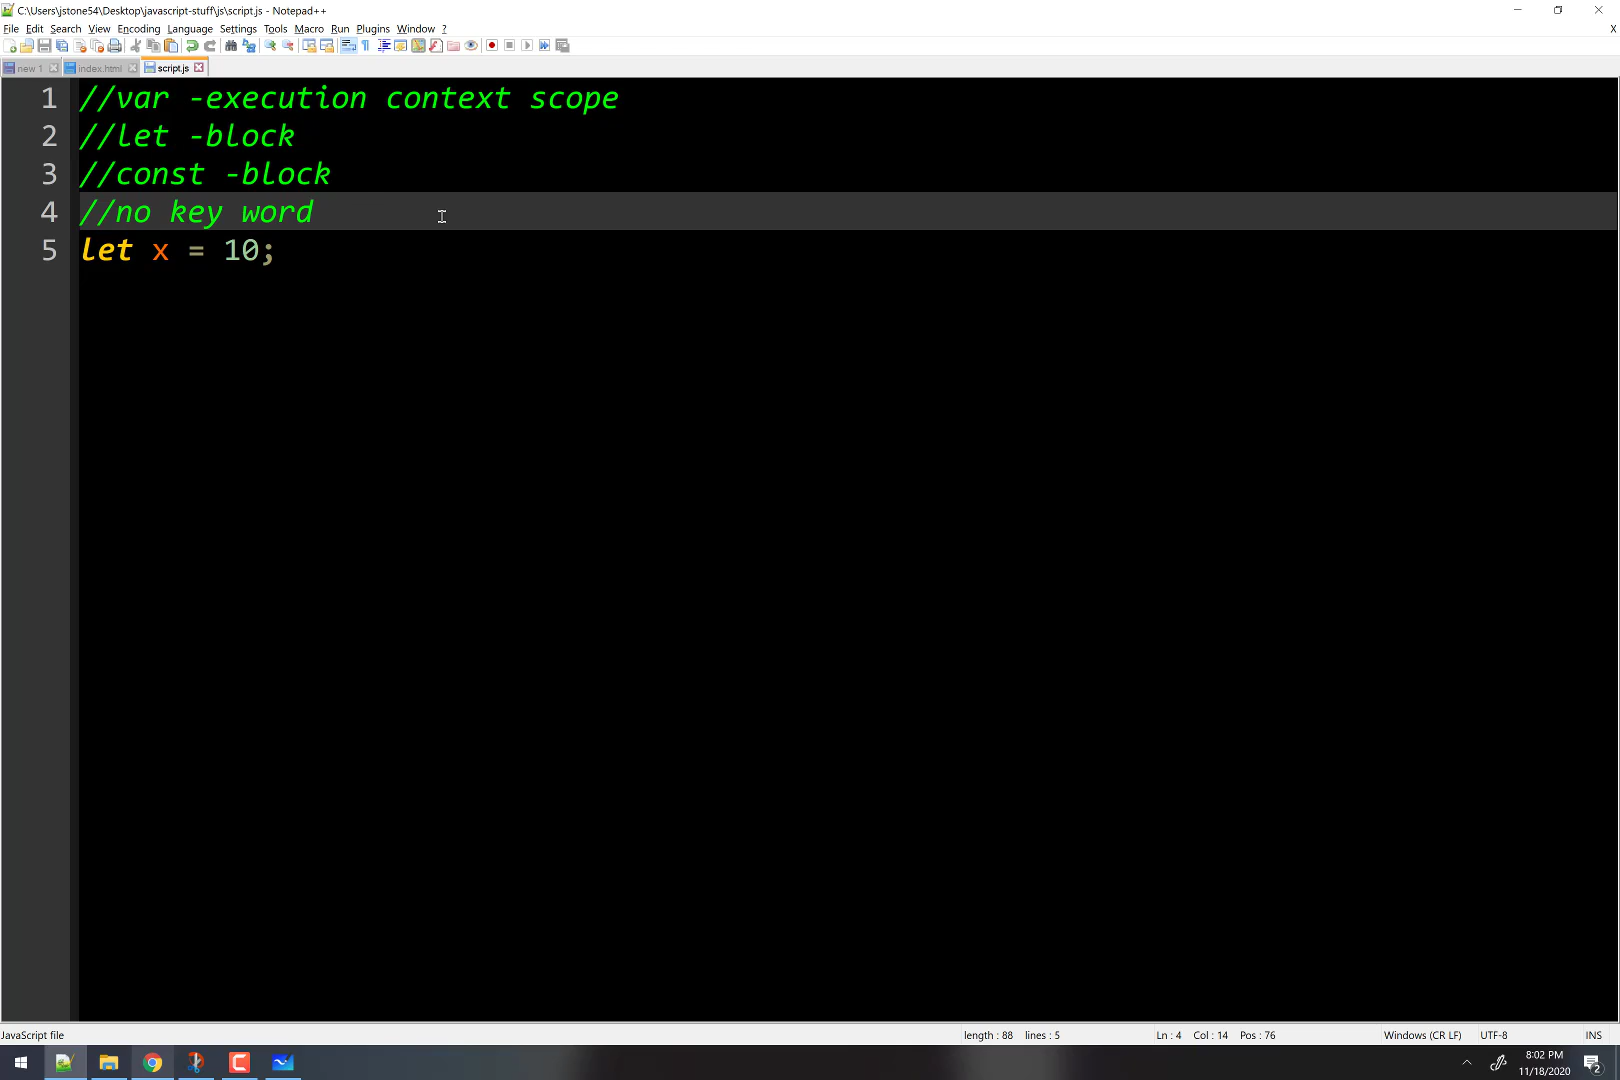 C:\Users\jstone54\Desktop\javascript-stuff\js\script.js - Notepad++
File Edit Search View Encoding Language Settings Tools Macro Run Plugins Window ? X
new 1 index.html script.js
1 //var -execution context scope
2 //let -block
3 //const -block
4 //no key word
5 let x = 10;
JavaScript file length : 88 lines : 5 Ln : 4 Col : 14 Pos : 76 Windows (CR LF) UTF-8 INS
8:02 PM
11/18/2020
2